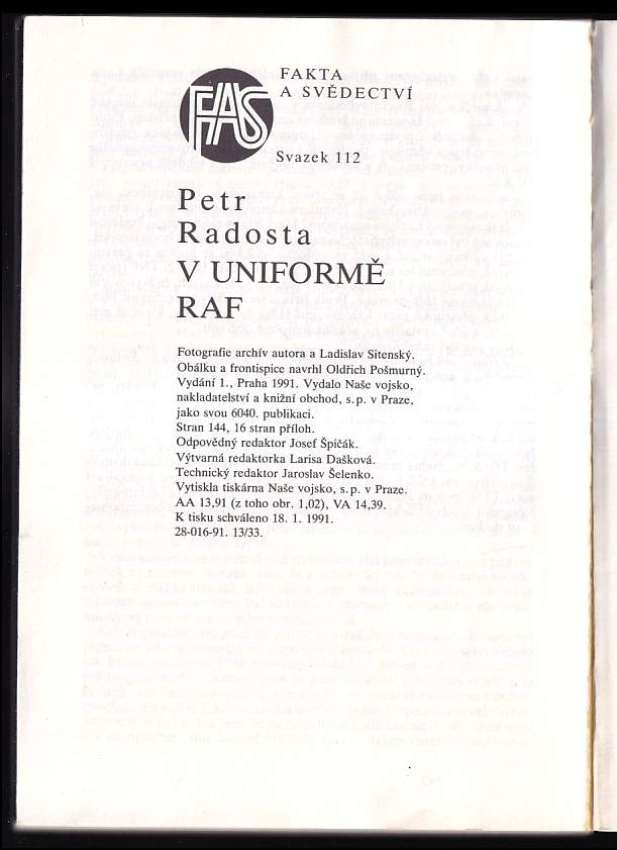 FAS
FAKTA
A SVĚDECTVÍ
Svazek 112
Petr
Radosta
V UNIFORMĚ
RAF
Fotografie archív autora a Ladislav Sitenský.
Obálku a frontispice navrhl Oldřich Pošmurný.
Vydání 1., Praha 1991. Vydalo Naše vojsko,
nakladatelství a knižní obchod, s. p. v Praze,
jako svou 6040. publikaci.
Stran 144, 16 stran příloh.
Odpovědný redaktor Josef Špičák.
Výtvarná redaktorka Larisa Dašková.
Technický redaktor Jaroslav Šelenko.
Vytiskla tiskárna Naše vojsko, s. p. v Praze.
AA 13,91 (z toho obr. 1,02), VA 14,39.
K tisku schváleno 18. 1. 1991.
28-016-91. 13/33.